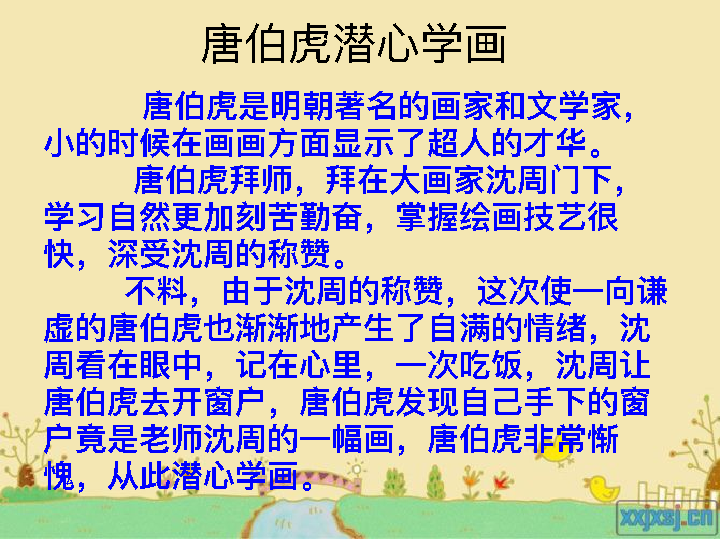 唐伯虎潜心学画
唐伯虎是明朝著名的画家和文学家，
小的时候在画画方面显示了超人的才华。
唐伯虎拜师，拜在大画家沈周门下，
学习自然更加刻苦勤奋，掌握绘画技艺很
快，深受沈周的称赞。
不料，由于沈周的称赞，这次使一向谦
虚的唐伯虎也渐渐地产生了自满的情绪，沈
周看在眼中，记在心里，一次吃饭，沈周让
唐伯虎去开窗户，唐伯虎发现自己手下的窗
户竟是老师沈周的一幅画，唐伯虎非常惭
愧，从此潜心学画。
xxjxsj.cn